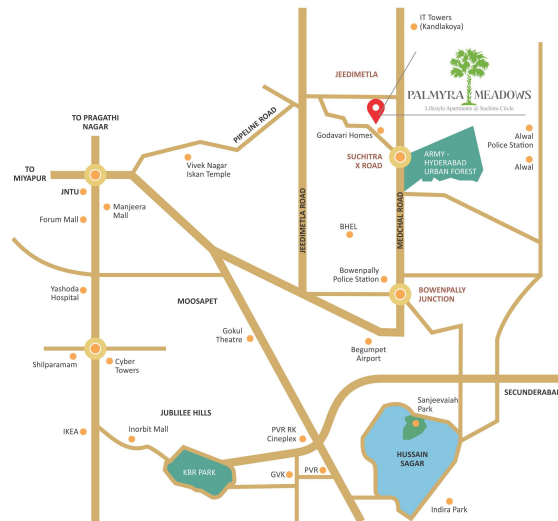 IT Towers
(Kandlakoya)
JEEDIMETLA
PALMYRA MEADOWS
Lifestyle Apartments @ Suchitra Circle
TO PRAGATHI
NAGAR
PIPELINE ROAD
Godavari Homes
Alwal
Police Station
SUCHITRA
X ROAD
ARMY -
HYDERABAD
URBAN FOREST
Alwal
Vivek Nagar
Iskan Temple
TO
MIYAPUR
JNTU
Manjeera
Mall
Forum Mall
JEEDIMETLA ROAD
MEDCHAL ROAD
BHEL
Bowenpally
Police Station
Yashoda
Hospital
MOOSAPET
BOWENPALLY
JUNCTION
Gokul
Theatre
Begumpet
Airport
Shilparamam
Cyber
Towers
SECUNDERABAD
Sanjeevaiah
Park
JUBLILEE HILLS
IKEA
Inorbit Mall
PVR RK
Cineplex
HUSSAIN
SAGAR
KBR PARK
GVK
PVR
Indira Park